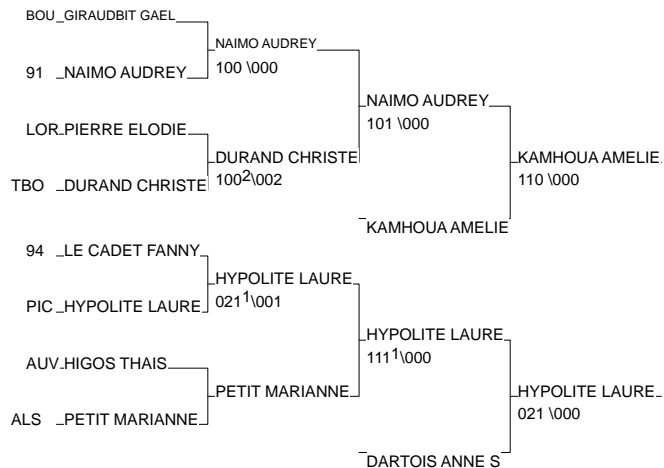 BOU GIRAUDBIT GAEL
NAIMO AUDREY
100 \000
91 NAIMO AUDREY
NAIMO AUDREY
101 \000
LOR PIERRE ELODIE
DURAND CHRISTE
100²\002
KAMHOUA AMELIE
110 \000
TBO DURAND CHRISTE
KAMHOUA AMELIE
94 LE CADET FANNY
HYPOLITE LAURE
021¹\001
PIC HYPOLITE LAURE
HYPOLITE LAURE
111¹\000
AUV HIGOS THAIS
PETIT MARIANNE
HYPOLITE LAURE
021 \000
ALS PETIT MARIANNE
DARTOIS ANNE S